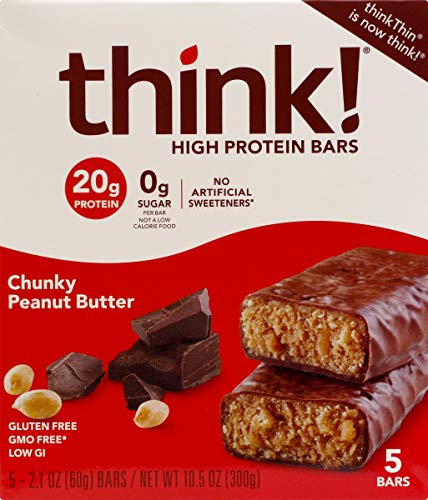 thinkThin®
is now think!®
think!®
HIGH PROTEIN BARS
20g
PROTEIN
0g
SUGAR
PER BAR
NOT A LOW
CALORIE FOOD
NO
ARTIFICIAL
SWEETENERS*
Chunky
Peanut Butter
GLUTEN FREE
GMO FREE*
LOW GI
5 – 2.1 OZ (60g) BARS / NET WT 10.5 OZ (300g)
5
BARS